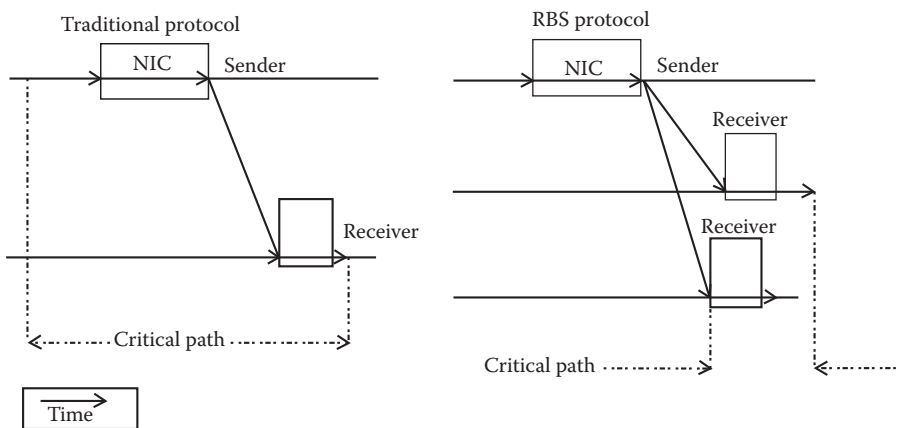 Traditional protocol
NIC
Sender
Receiver
Critical path
Time
RBS protocol
NIC
Sender
Receiver
Receiver
Critical path